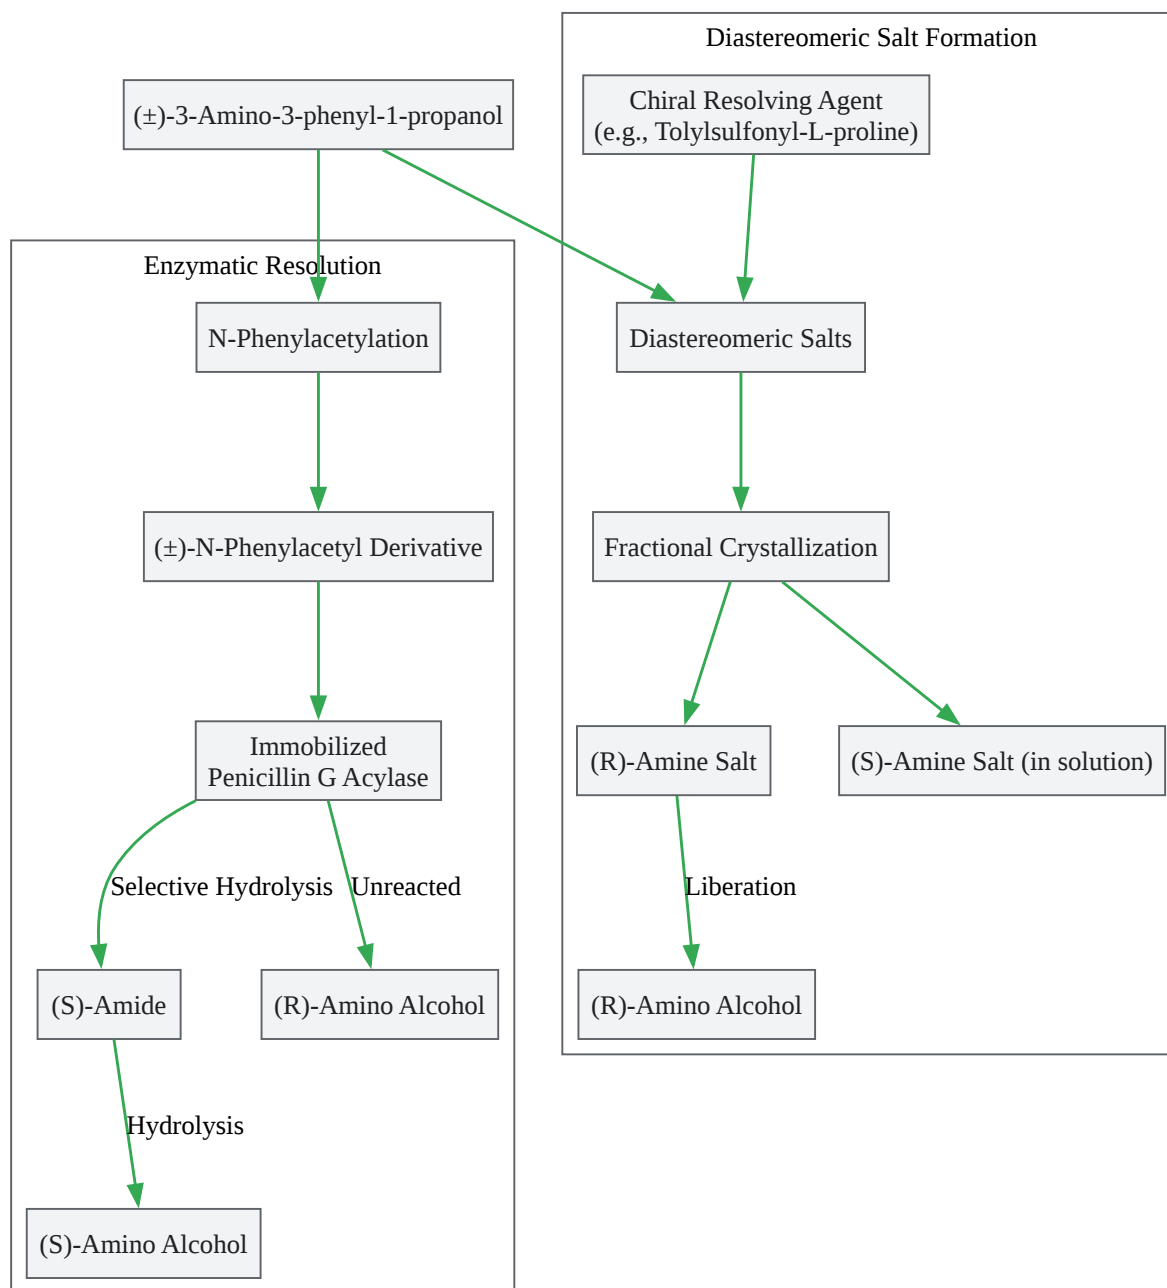 Diastereomeric Salt Formation
(±)-3-Amino-3-phenyl-1-propanol
Chiral Resolving Agent
(e.g., Tolylsulfonyl-L-proline)
Enzymatic Resolution
N-Phenylacetylation
Diastereomeric Salts
(±)-N-Phenylacetyl Derivative
Fractional Crystallization
Immobilized
Penicillin G Acylase
(R)-Amine Salt
(S)-Amine Salt (in solution)
Selective Hydrolysis
Unreacted
Liberation
(S)-Amide
(R)-Amino Alcohol
(R)-Amino Alcohol
Hydrolysis
(S)-Amino Alcohol